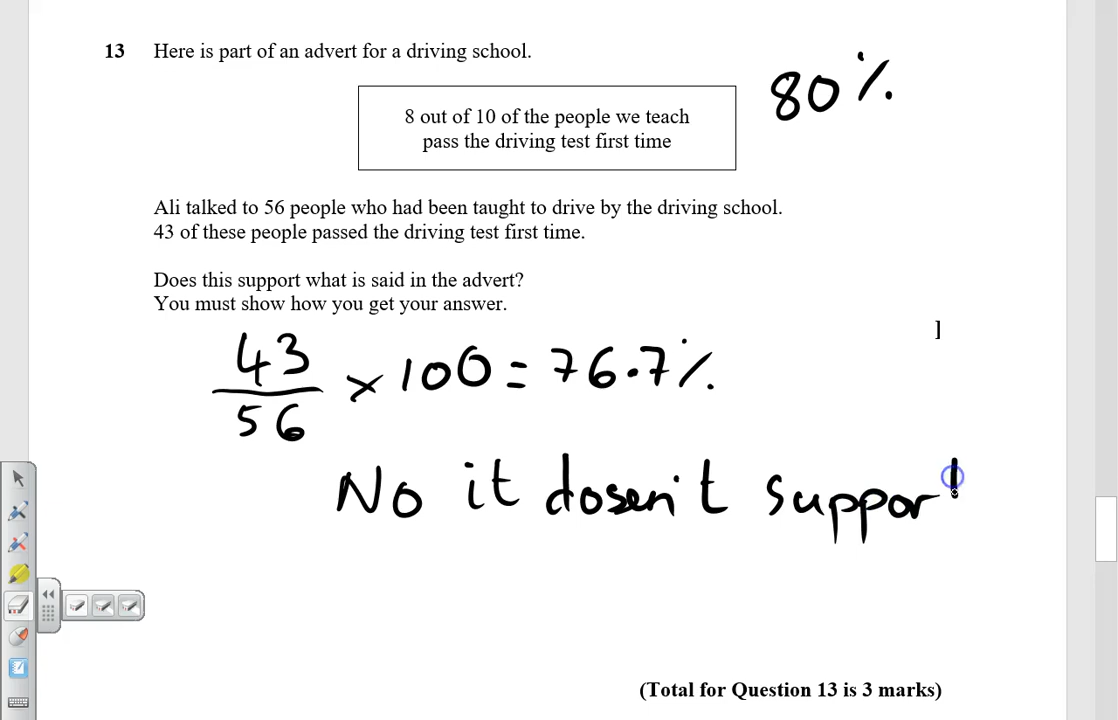 13 Here is part of an advert for a driving school.
80%
8 out of 10 of the people we teach
pass the driving test first time
Ali talked to 56 people who had been taught to drive by the driving school.
43 of these people passed the driving test first time.
Does this support what is said in the advert?
You must show how you get your answer.
]
43
56
× 100 = 76.7%
No it dosen't support
(Total for Question 13 is 3 marks)